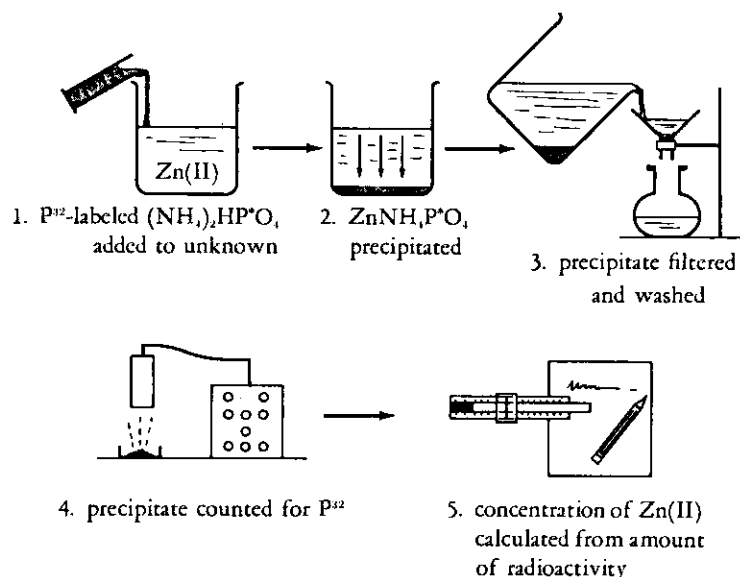 Zn(II)
1. P³²-labeled (NH₄)₂HP*O₄
added to unknown
2. ZnNH₄P*O₄
precipitated
3. precipitate filtered
and washed
4. precipitate counted for P³²
5. concentration of Zn(II)
calculated from amount
of radioactivity